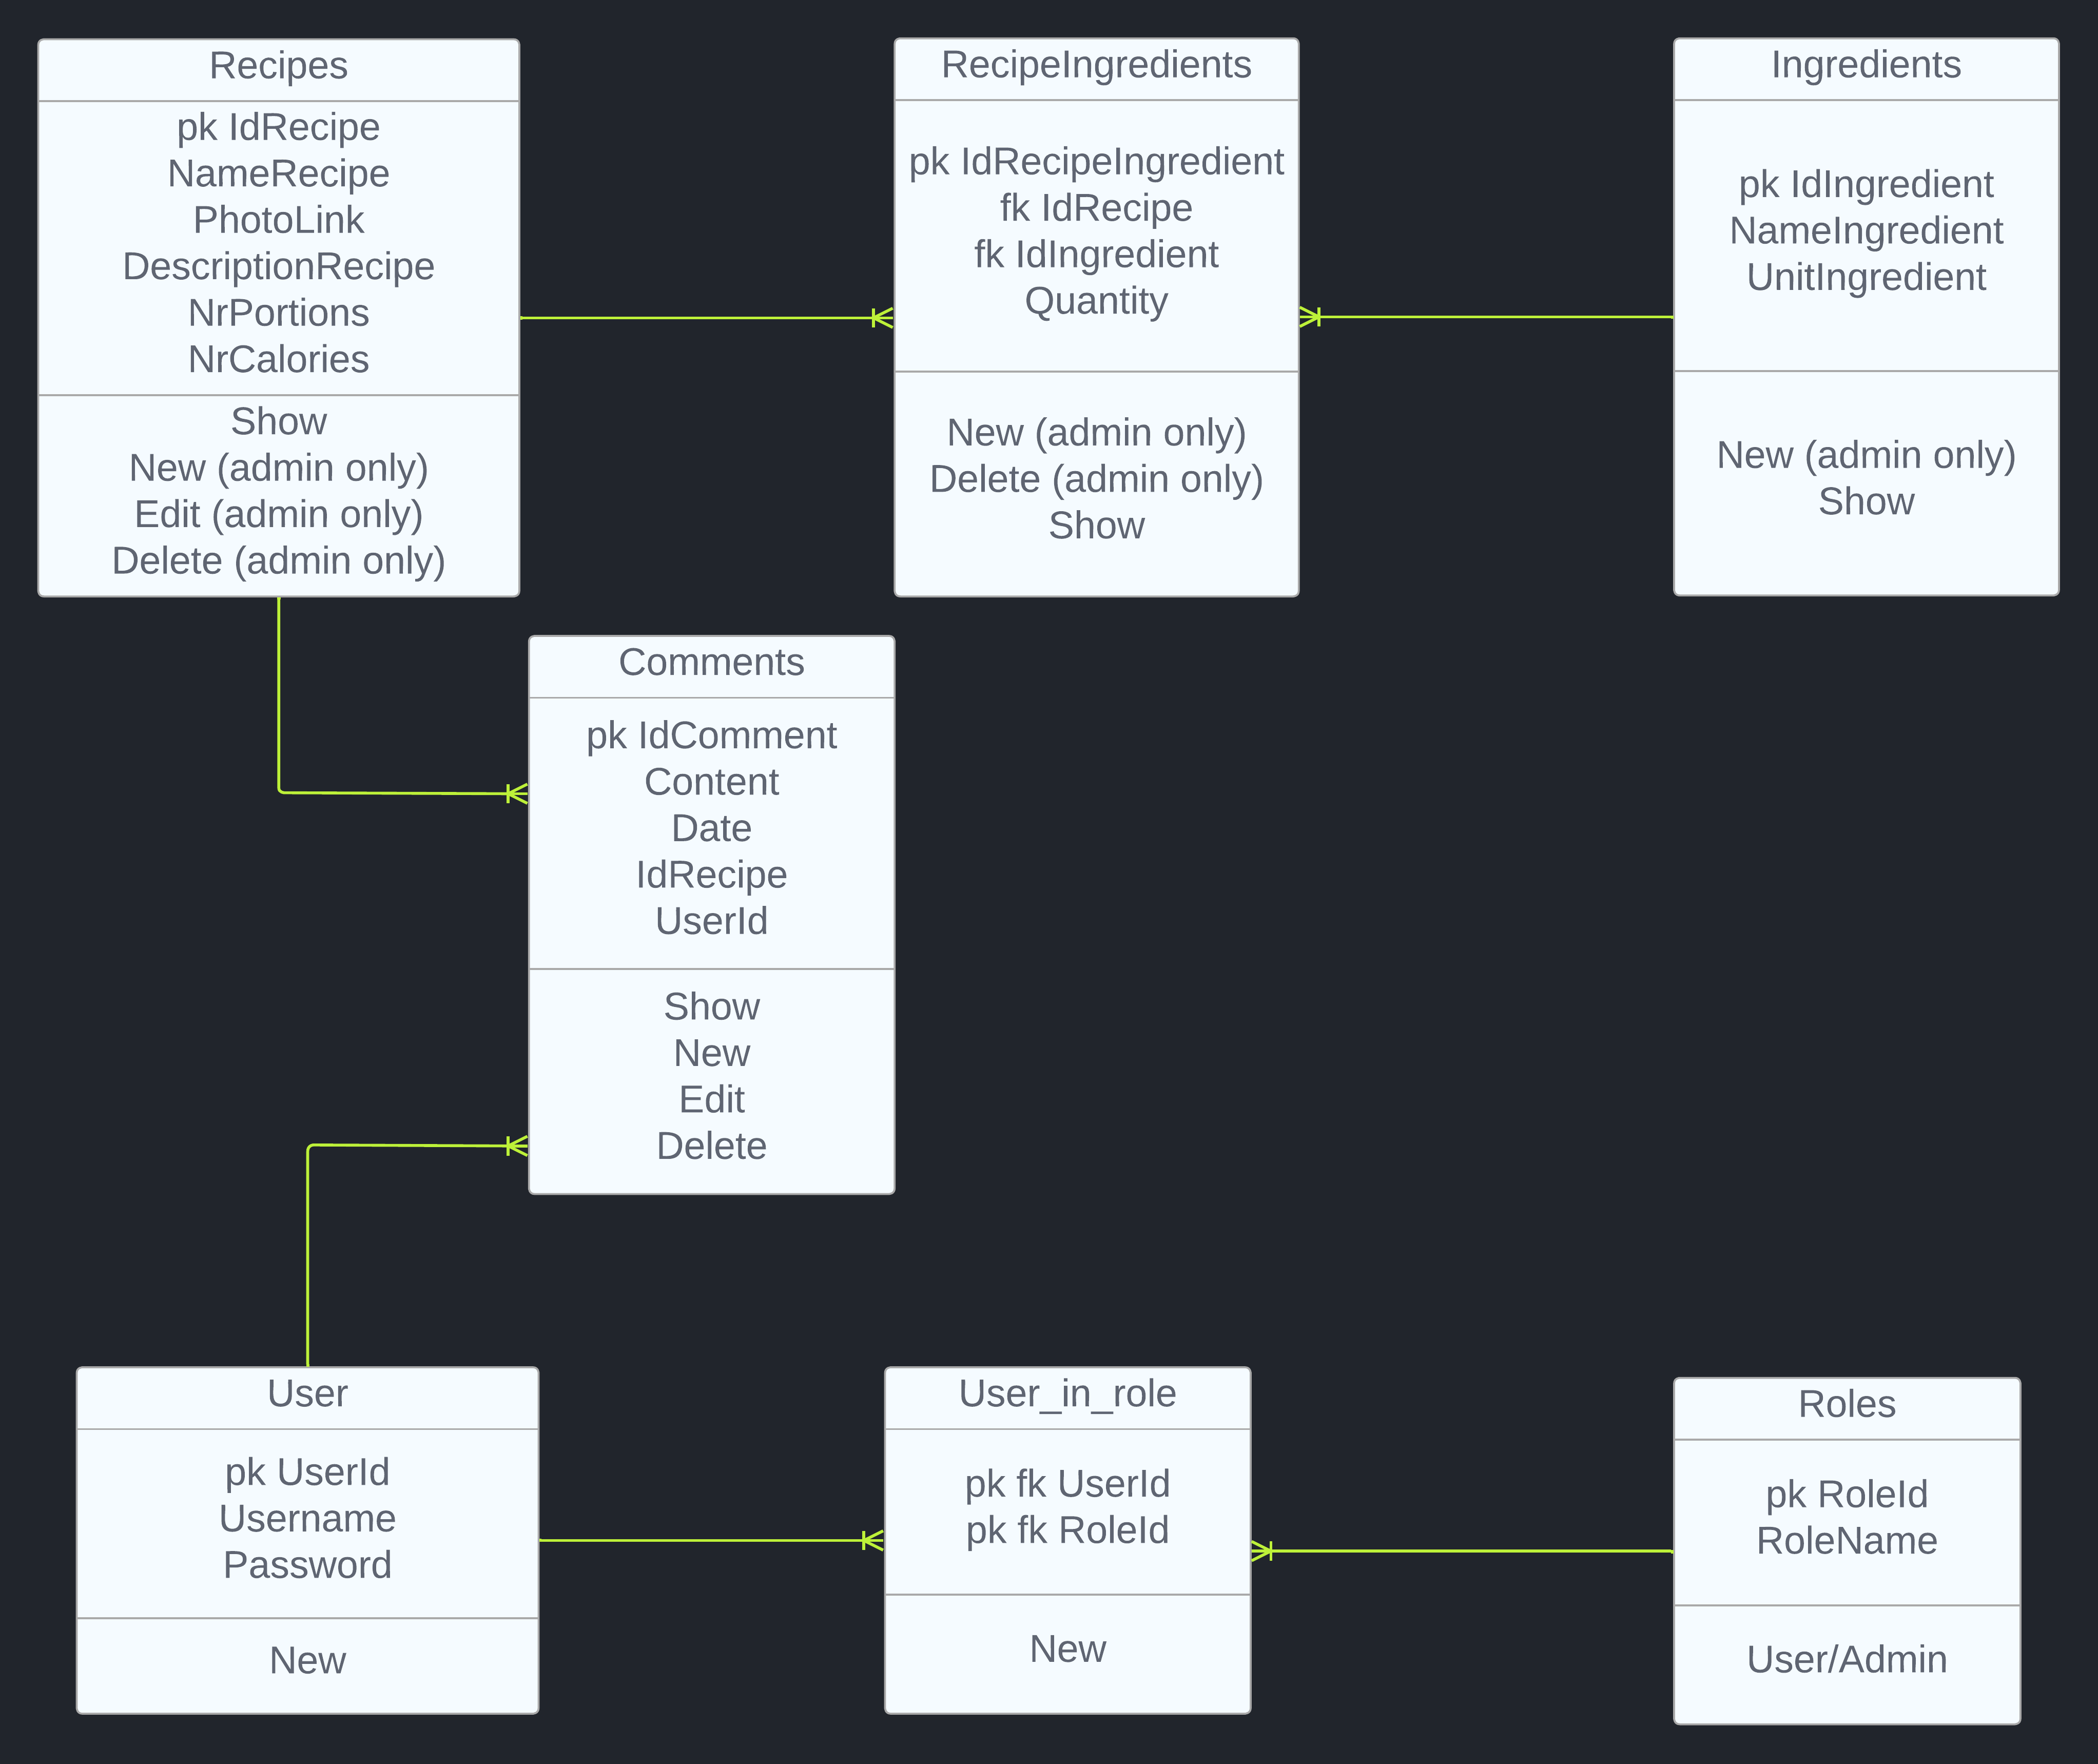 Recipes
pk IdRecipe
NameRecipe
PhotoLink
DescriptionRecipe
NrPortions
NrCalories
Show
New (admin only)
Edit (admin only)
Delete (admin only)
RecipeIngredients
pk IdRecipeIngredient
fk IdRecipe
fk IdIngredient
Quantity
New (admin only)
Delete (admin only)
Show
Ingredients
pk IdIngredient
NameIngredient
UnitIngredient
New (admin only)
Show
Comments
pk IdComment
Content
Date
IdRecipe
UserId
Show
New
Edit
Delete
User
pk UserId
Username
Password
New
User_in_role
pk fk UserId
pk fk RoleId
New
Roles
pk RoleId
RoleName
User/Admin